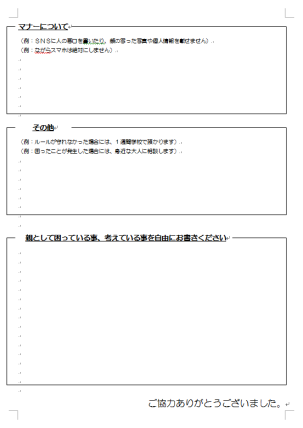 マナーについて
（例：ＳＮＳに人の悪口を書いたり、顔の写った写真や個人情報を載せません）
（例：ながらスマホは絶対にしません）
その他
（例：ルールが守れなかった場合には、１週間学校で預かります）
（例：困ったことが発生した場合には、身近な大人に相談します）
親として困っている事、考えている事を自由にお書きください
ご協力ありがとうございました。